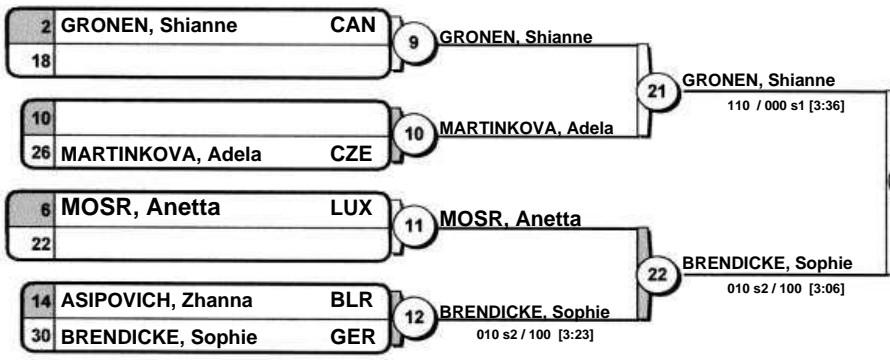 2 GRONEN, Shianne CAN
18
9
GRONEN, Shianne
10
26 MARTINKOVA, Adela CZE
10
MARTINKOVA, Adela
21
GRONEN, Shianne
110 / 000 s1 [3:36]
6 MOSR, Anetta LUX
22
11
MOSR, Anetta
14 ASIPOVICH, Zhanna BLR
30 BRENDICKE, Sophie GER
12
BRENDICKE, Sophie
010 s2 / 100 [3:23]
22
BRENDICKE, Sophie
010 s2 / 100 [3:06]